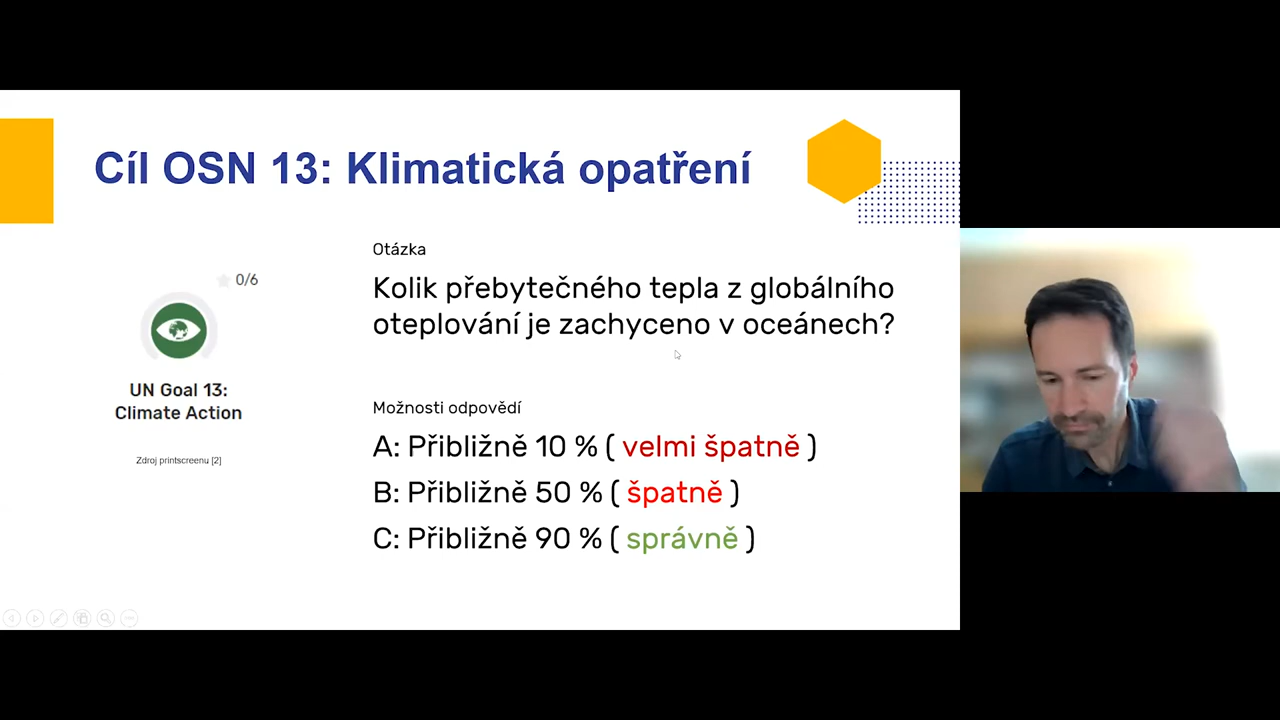 Cíl OSN 13: Klimatická opatření
0/6
UN Goal 13:
Climate Action
Zdroj printscreenu [2]
Otázka
Kolik přebytečného tepla z globálního
oteplování je zachyceno v oceánech?
Možnosti odpovědí
A: Přibližně 10 % ( velmi špatně )
B: Přibližně 50 % ( špatně )
C: Přibližně 90 % ( správně )